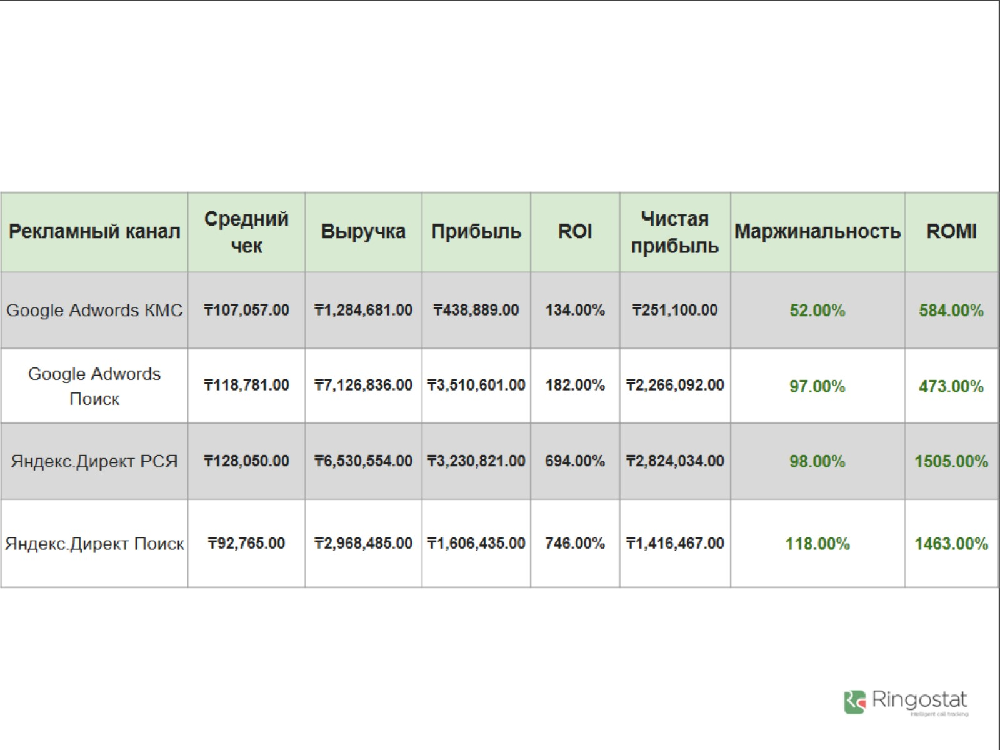 Рекламный канал
Средний
чек
Выручка
Прибыль
ROI
Чистая
прибыль
Маржинальность
ROMI
Google Adwords КМС
₸107,057.00
₸1,284,681.00
₸438,889.00
134.00%
₸251,100.00
52.00%
584.00%
Google Adwords
Поиск
₸118,781.00
₸7,126,836.00
₸3,510,601.00
182.00%
₸2,266,092.00
97.00%
473.00%
Яндекс.Директ РСЯ
₸128,050.00
₸6,530,554.00
₸3,230,821.00
694.00%
₸2,824,034.00
98.00%
1505.00%
Яндекс.Директ Поиск
₸92,765.00
₸2,968,485.00
₸1,606,435.00
746.00%
₸1,416,467.00
118.00%
1463.00%
Ringostat
Intelligent call tracking